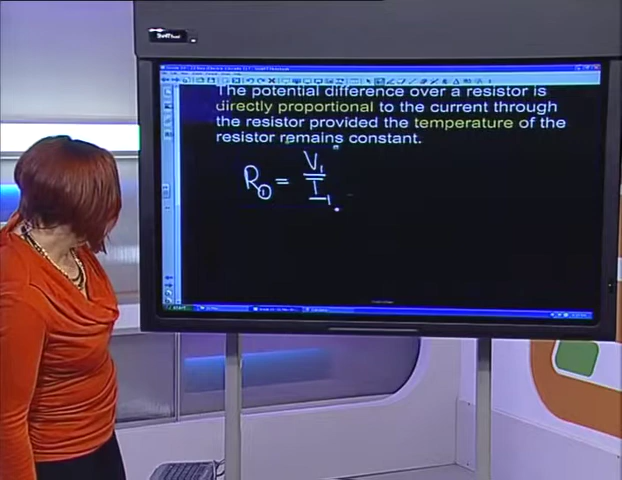 The potential difference over a resistor is
directly proportional to the current through
the resistor provided the temperature of the
resistor remains constant.
R₁ = V₁
I₁